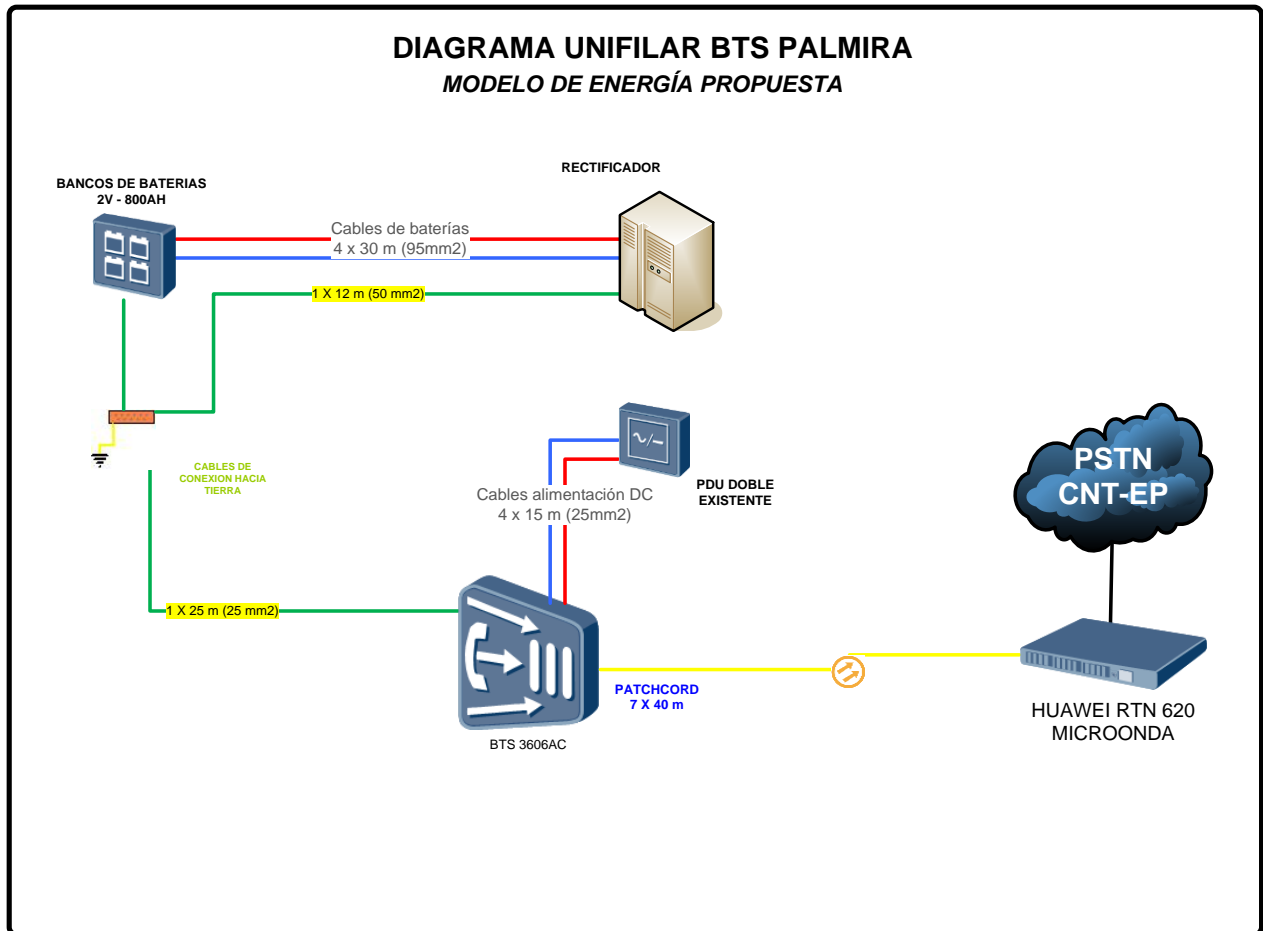 DIAGRAMA UNIFILAR BTS PALMIRA
MODELO DE ENERGÍA PROPUESTA
RECTIFICADOR
BANCOS DE BATERIAS
2V - 800AH
Cables de baterías
4 x 30 m (95mm2)
1 X 12 m (50 mm2)
CABLES DE
CONEXION HACIA
TIERRA
PDU DOBLE
EXISTENTE
Cables alimentación DC
4 x 15 m (25mm2)
PSTN
CNT-EP
1 X 25 m (25 mm2)
PATCHCORD
7 X 40 m
BTS 3606AC
HUAWEI RTN 620
MICROONDA